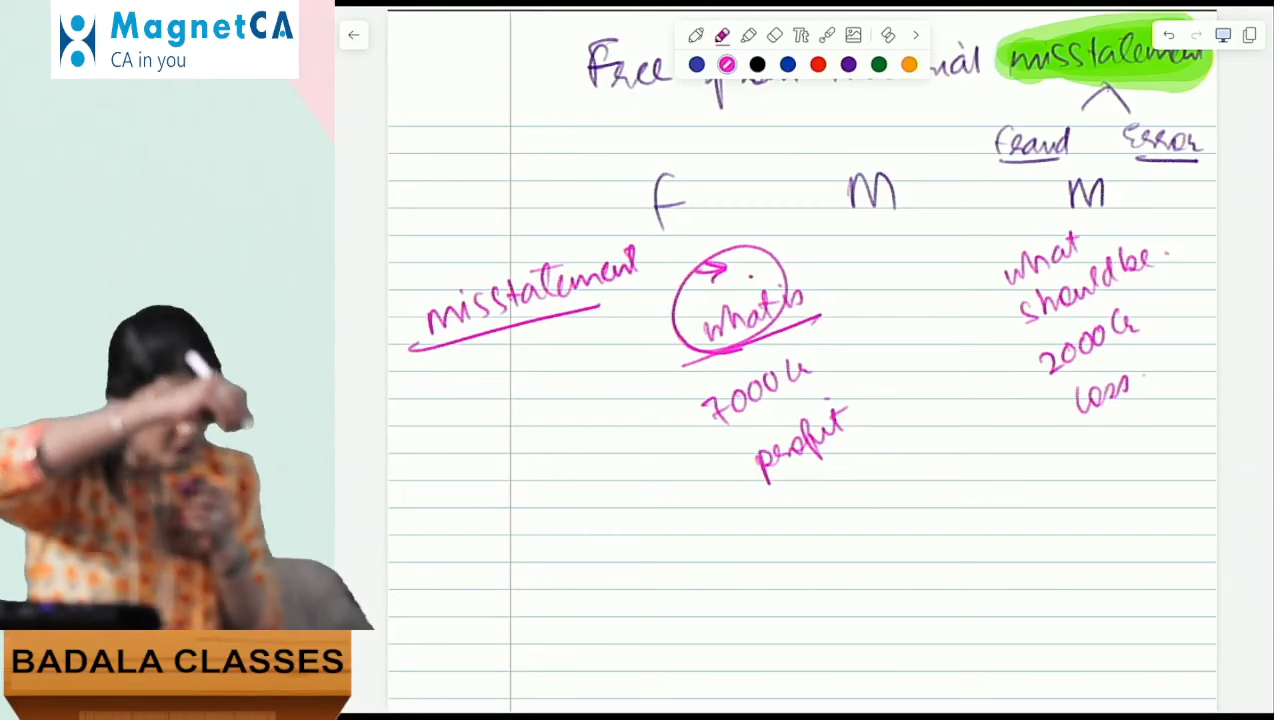 MagnetCA
CA in you
Free misstatement
Fraud Error
F M M
misstatement
what is
7000 Cr
profit
what
should be.
2000 Cr
loss
BADALA CLASSES